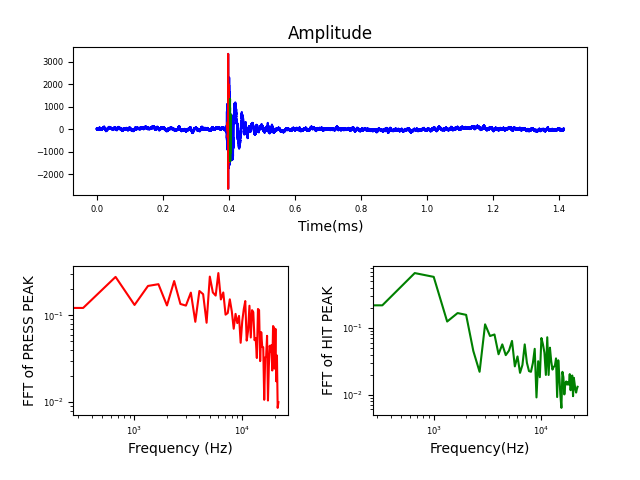 Amplitude
3000
2000
1000
0
−1000
−2000
0.0 0.2 0.4 0.6 0.8 1.0 1.2 1.4
Time(ms)
FFT of PRESS PEAK
10⁻¹
10⁻²
10³ 10⁴
Frequency (Hz)
FFT of HIT PEAK
10⁻¹
10⁻²
10³ 10⁴
Frequency(Hz)